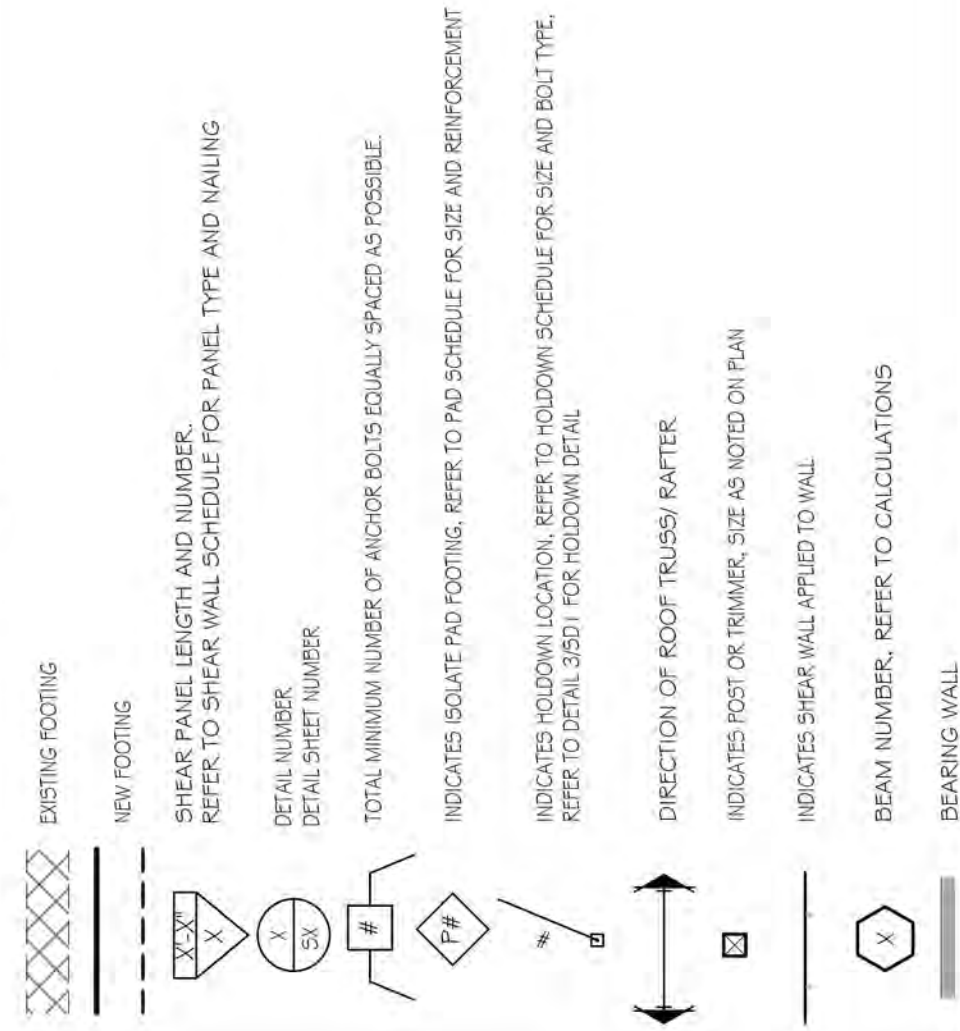 EXISTING FOOTING
NEW FOOTING
X'-X"
X
SHEAR PANEL LENGTH AND NUMBER.
REFER TO SHEAR WALL SCHEDULE FOR PANEL TYPE AND NAILING
X
SX
DETAIL NUMBER
DETAIL SHEET NUMBER
#
TOTAL MINIMUM NUMBER OF ANCHOR BOLTS EQUALLY SPACED AS POSSIBLE.
P#
INDICATES ISOLATE PAD FOOTING, REFER TO PAD SCHEDULE FOR SIZE AND REINFORCEMENT
#
INDICATES HOLDOWN LOCATION, REFER TO HOLDOWN SCHEDULE FOR SIZE AND BOLT TYPE,
REFER TO DETAIL 3/SD1 FOR HOLDOWN DETAIL
DIRECTION OF ROOF TRUSS/ RAFTER
INDICATES POST OR TRIMMER, SIZE AS NOTED ON PLAN
INDICATES SHEAR WALL APPLIED TO WALL
X
BEAM NUMBER, REFER TO CALCULATIONS
BEARING WALL